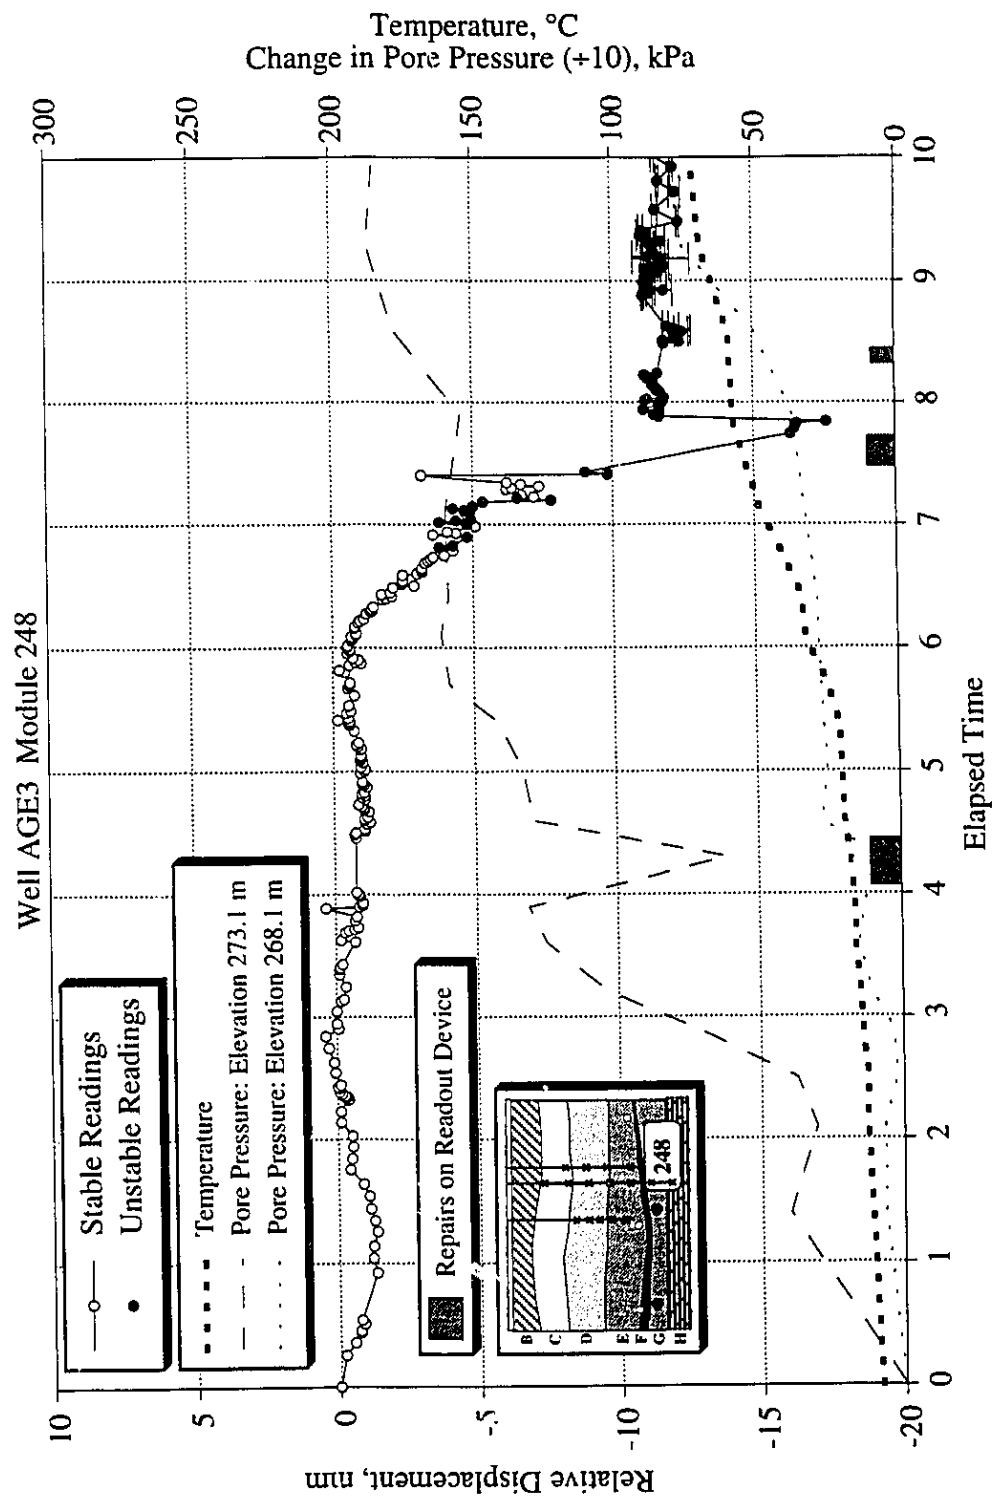 Well AGE3 Module 248
Temperature, °C
Change in Pore Pressure (÷10), kPa
Stable Readings
Unstable Readings
Temperature
Pore Pressure: Elevation 273.1 m
Pore Pressure: Elevation 268.1 m
Repairs on Readout Device
B
C
D
E
F
G
H
248
Relative Displacement, mm
10
5
0
-5
-10
-15
-20
300
250
200
150
100
50
0
0
1
2
3
4
5
6
7
8
9
10
Elapsed Time